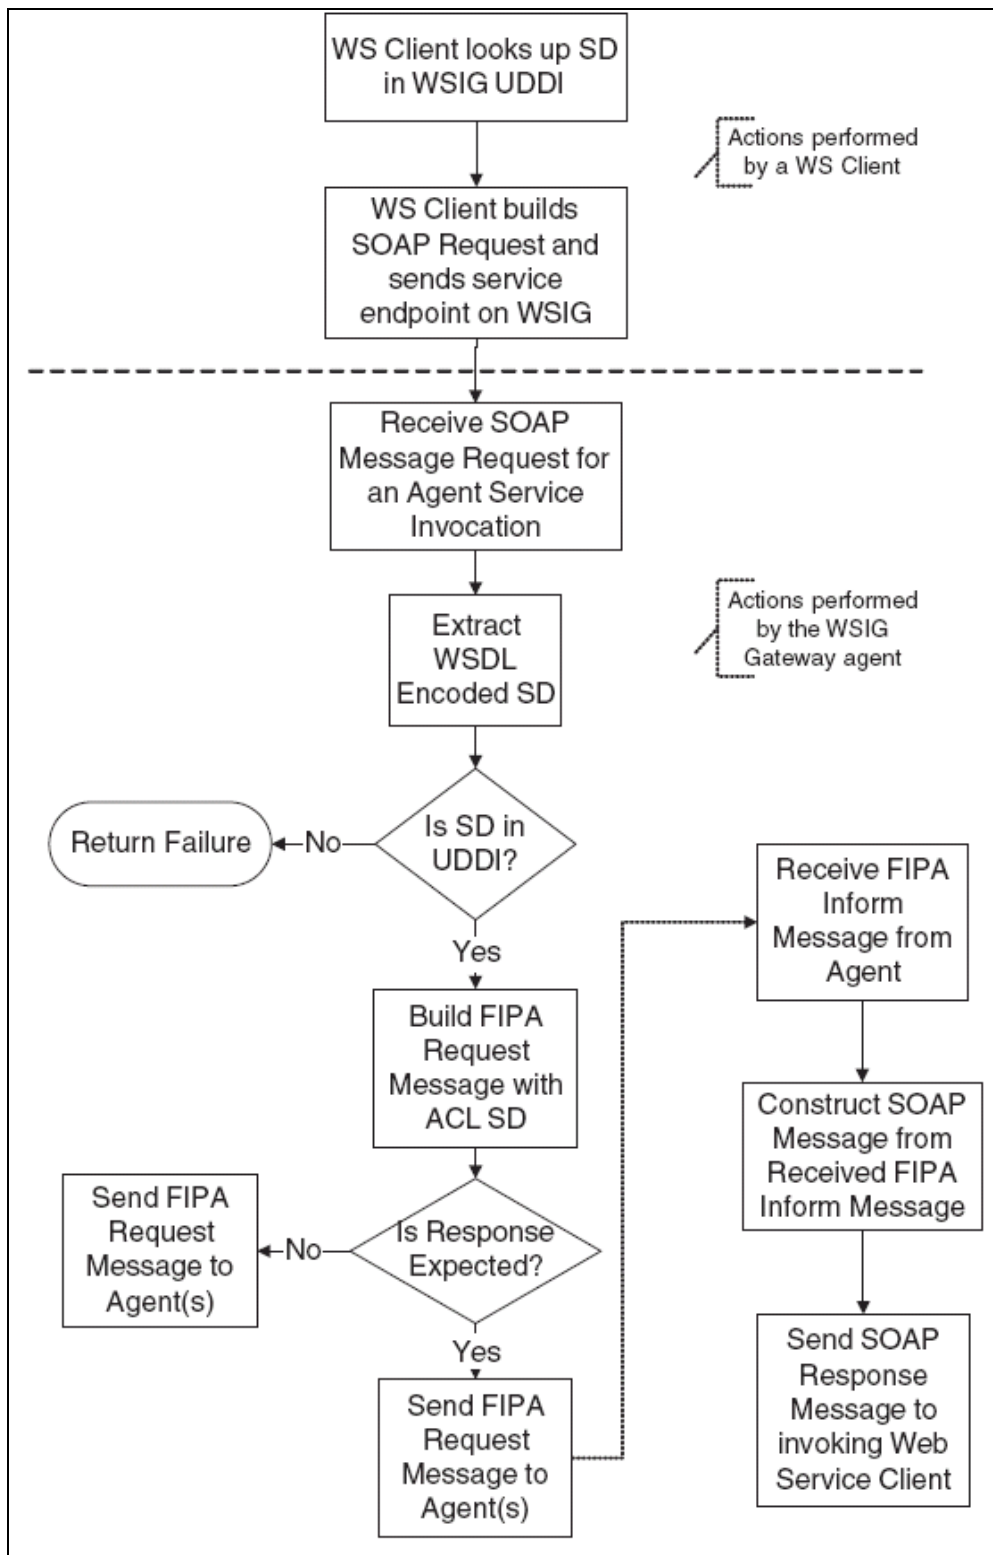 WS Client looks up SD
in WSIG UDDI
Actions performed
by a WS Client
WS Client builds
SOAP Request and
sends service
endpoint on WSIG
Receive SOAP
Message Request for
an Agent Service
Invocation
Actions performed
by the WSIG
Gateway agent
Extract
WSDL
Encoded SD
Is SD in
UDDI?
No
Return Failure
Yes
Build FIPA
Request
Message with
ACL SD
Is Response
Expected?
No
Send FIPA
Request
Message to
Agent(s)
Yes
Send FIPA
Request
Message to
Agent(s)
Receive FIPA
Inform
Message from
Agent
Construct SOAP
Message from
Received FIPA
Inform Message
Send SOAP
Response
Message to
invoking Web
Service Client